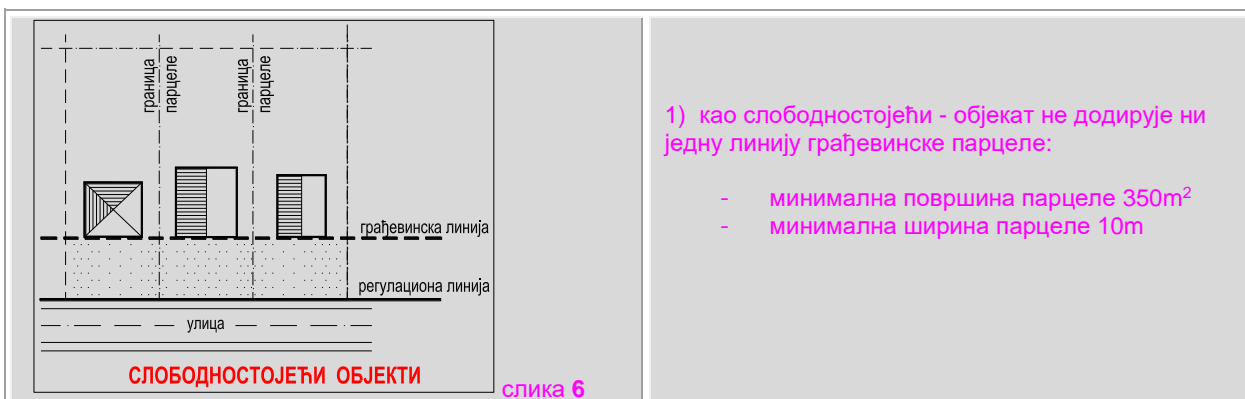 граница
парцеле
граница
парцеле
грађевинска линија
регулациона линија
улица
СЛОБОДНОСТОЈЕЋИ ОБЈЕКТИ
слика 6
1) као слободностојећи - објекат не додирује ни
једну линију грађевинске парцеле:
- минимална површина парцеле 350m²
- минимална ширина парцеле 10m